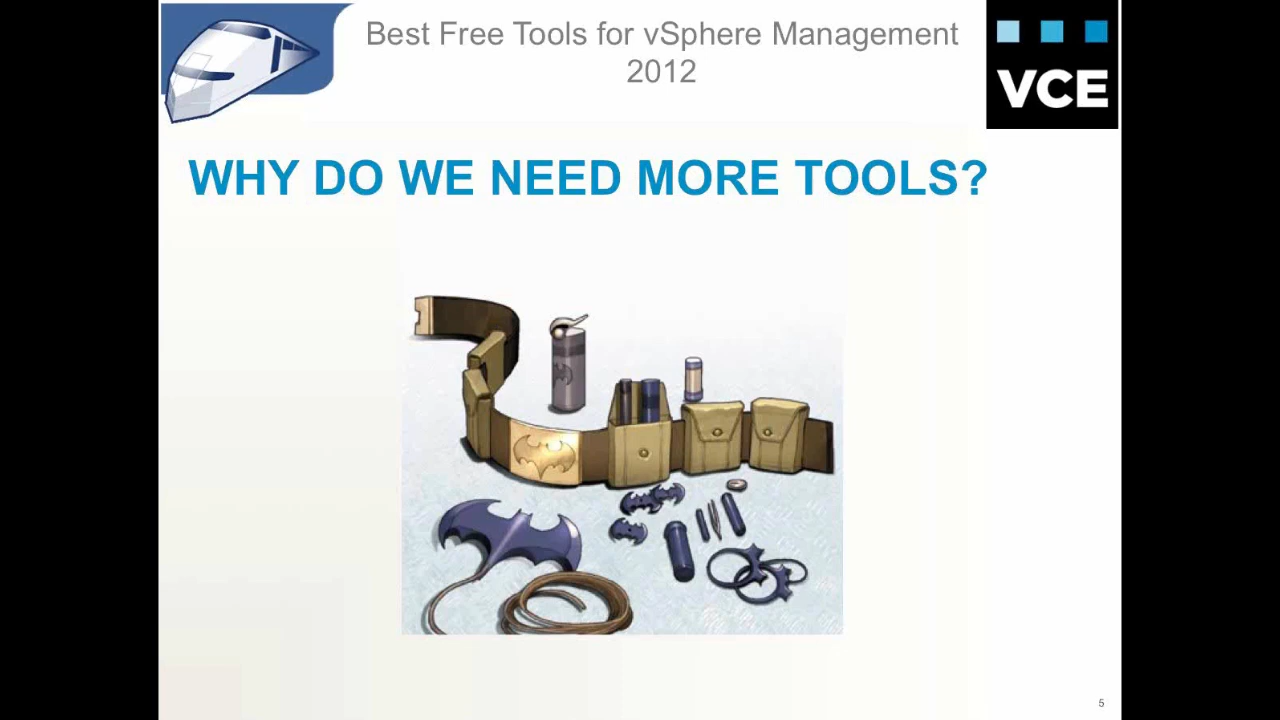 Best Free Tools for vSphere Management
2012
VCE
WHY DO WE NEED MORE TOOLS?
5